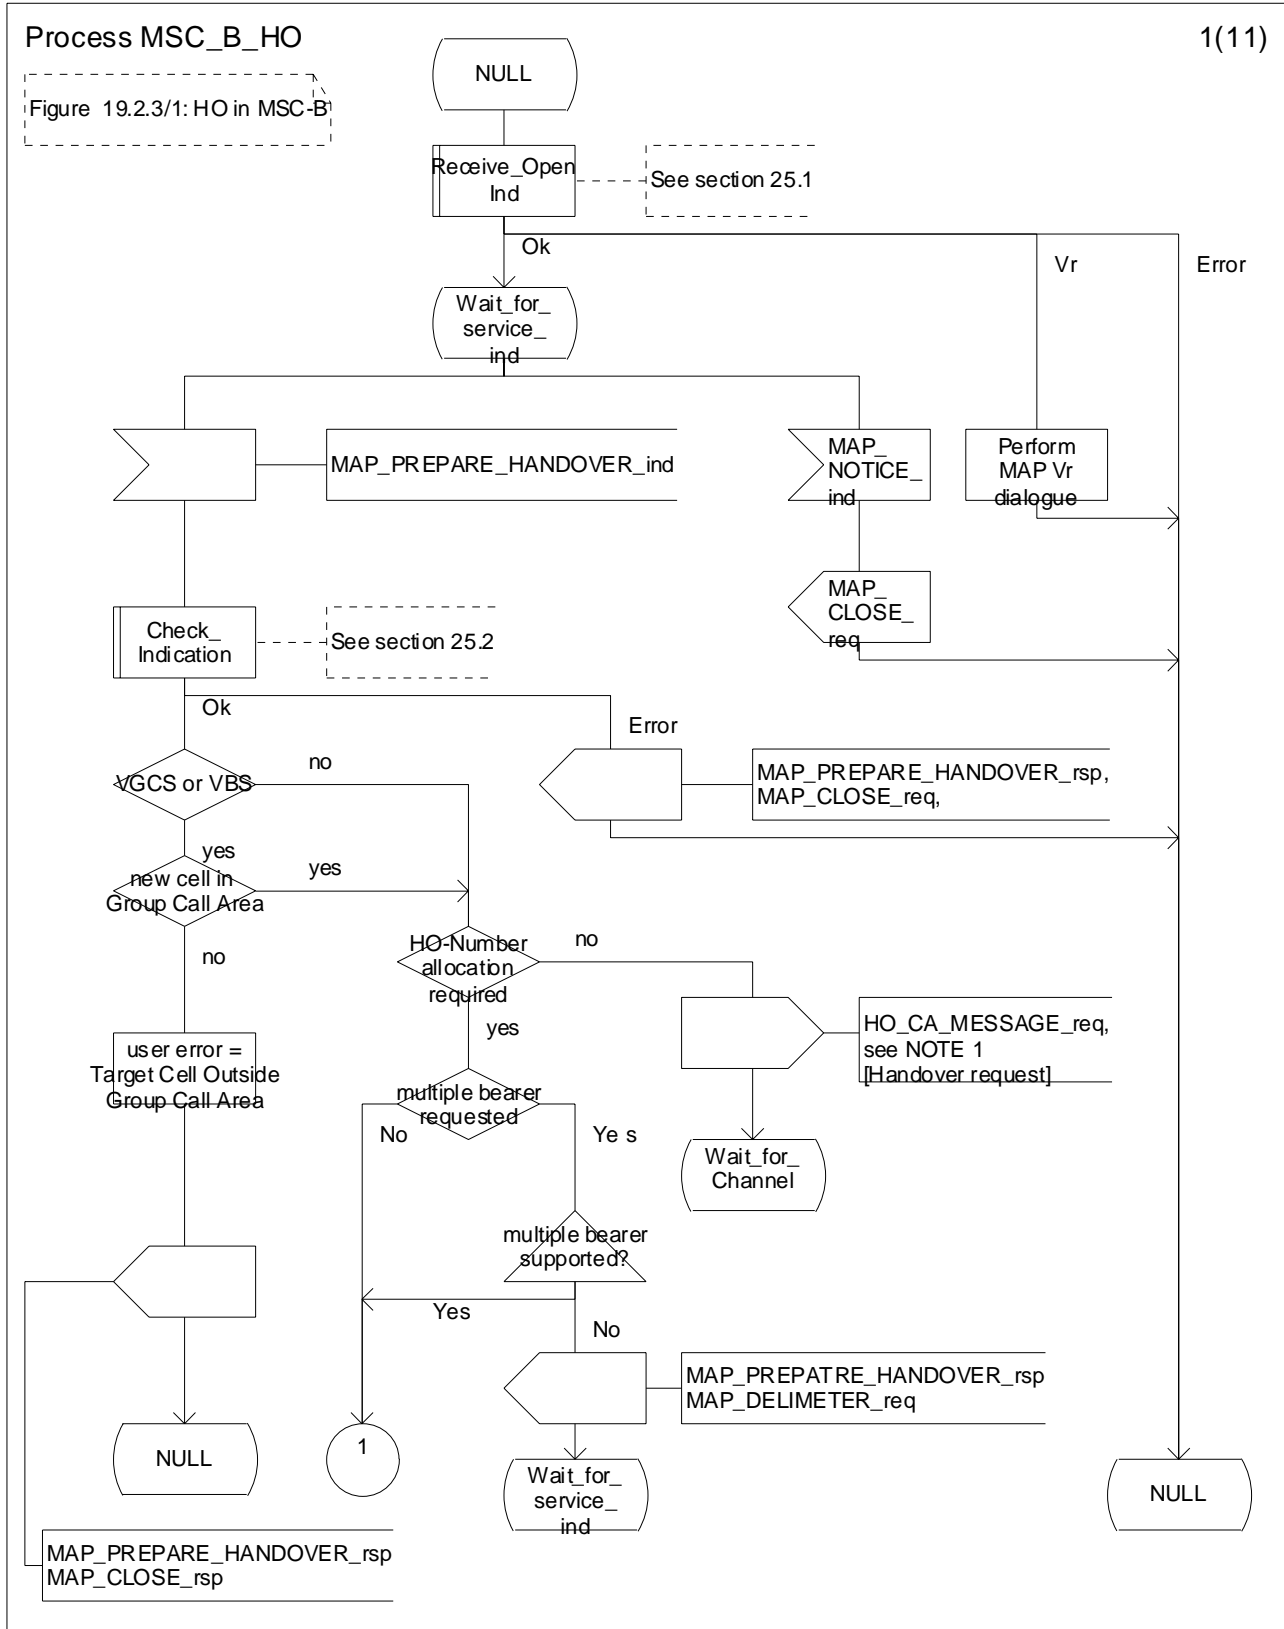 Process MSC_B_HO
1(11)
Figure 19.2.3/1: HO in MSC-B
NULL
Receive_Open
Ind
See section 25.1
Ok
Vr
Error
Wait_for_
service_
ind
MAP_PREPARE_HANDOVER_ind
MAP_
NOTICE_
ind
Perform
MAP Vr
dialogue
MAP_
CLOSE_
req
Check_
Indication
See section 25.2
Ok
Error
VGCS or VBS
no
MAP_PREPARE_HANDOVER_rsp,
MAP_CLOSE_req,
yes
new cell in
Group Call Area
yes
no
HO-Number
allocation
required
no
yes
HO_CA_MESSAGE_req,
see NOTE 1
[Handover request]
user error =
Target Cell Outside
Group Call Area
multiple bearer
requested
No
Ye s
Wait_for_
Channel
multiple bearer
supported?
Yes
No
MAP_PREPATRE_HANDOVER_rsp
MAP_DELIMETER_req
NULL
1
Wait_for_
service_
ind
NULL
MAP_PREPARE_HANDOVER_rsp
MAP_CLOSE_rsp